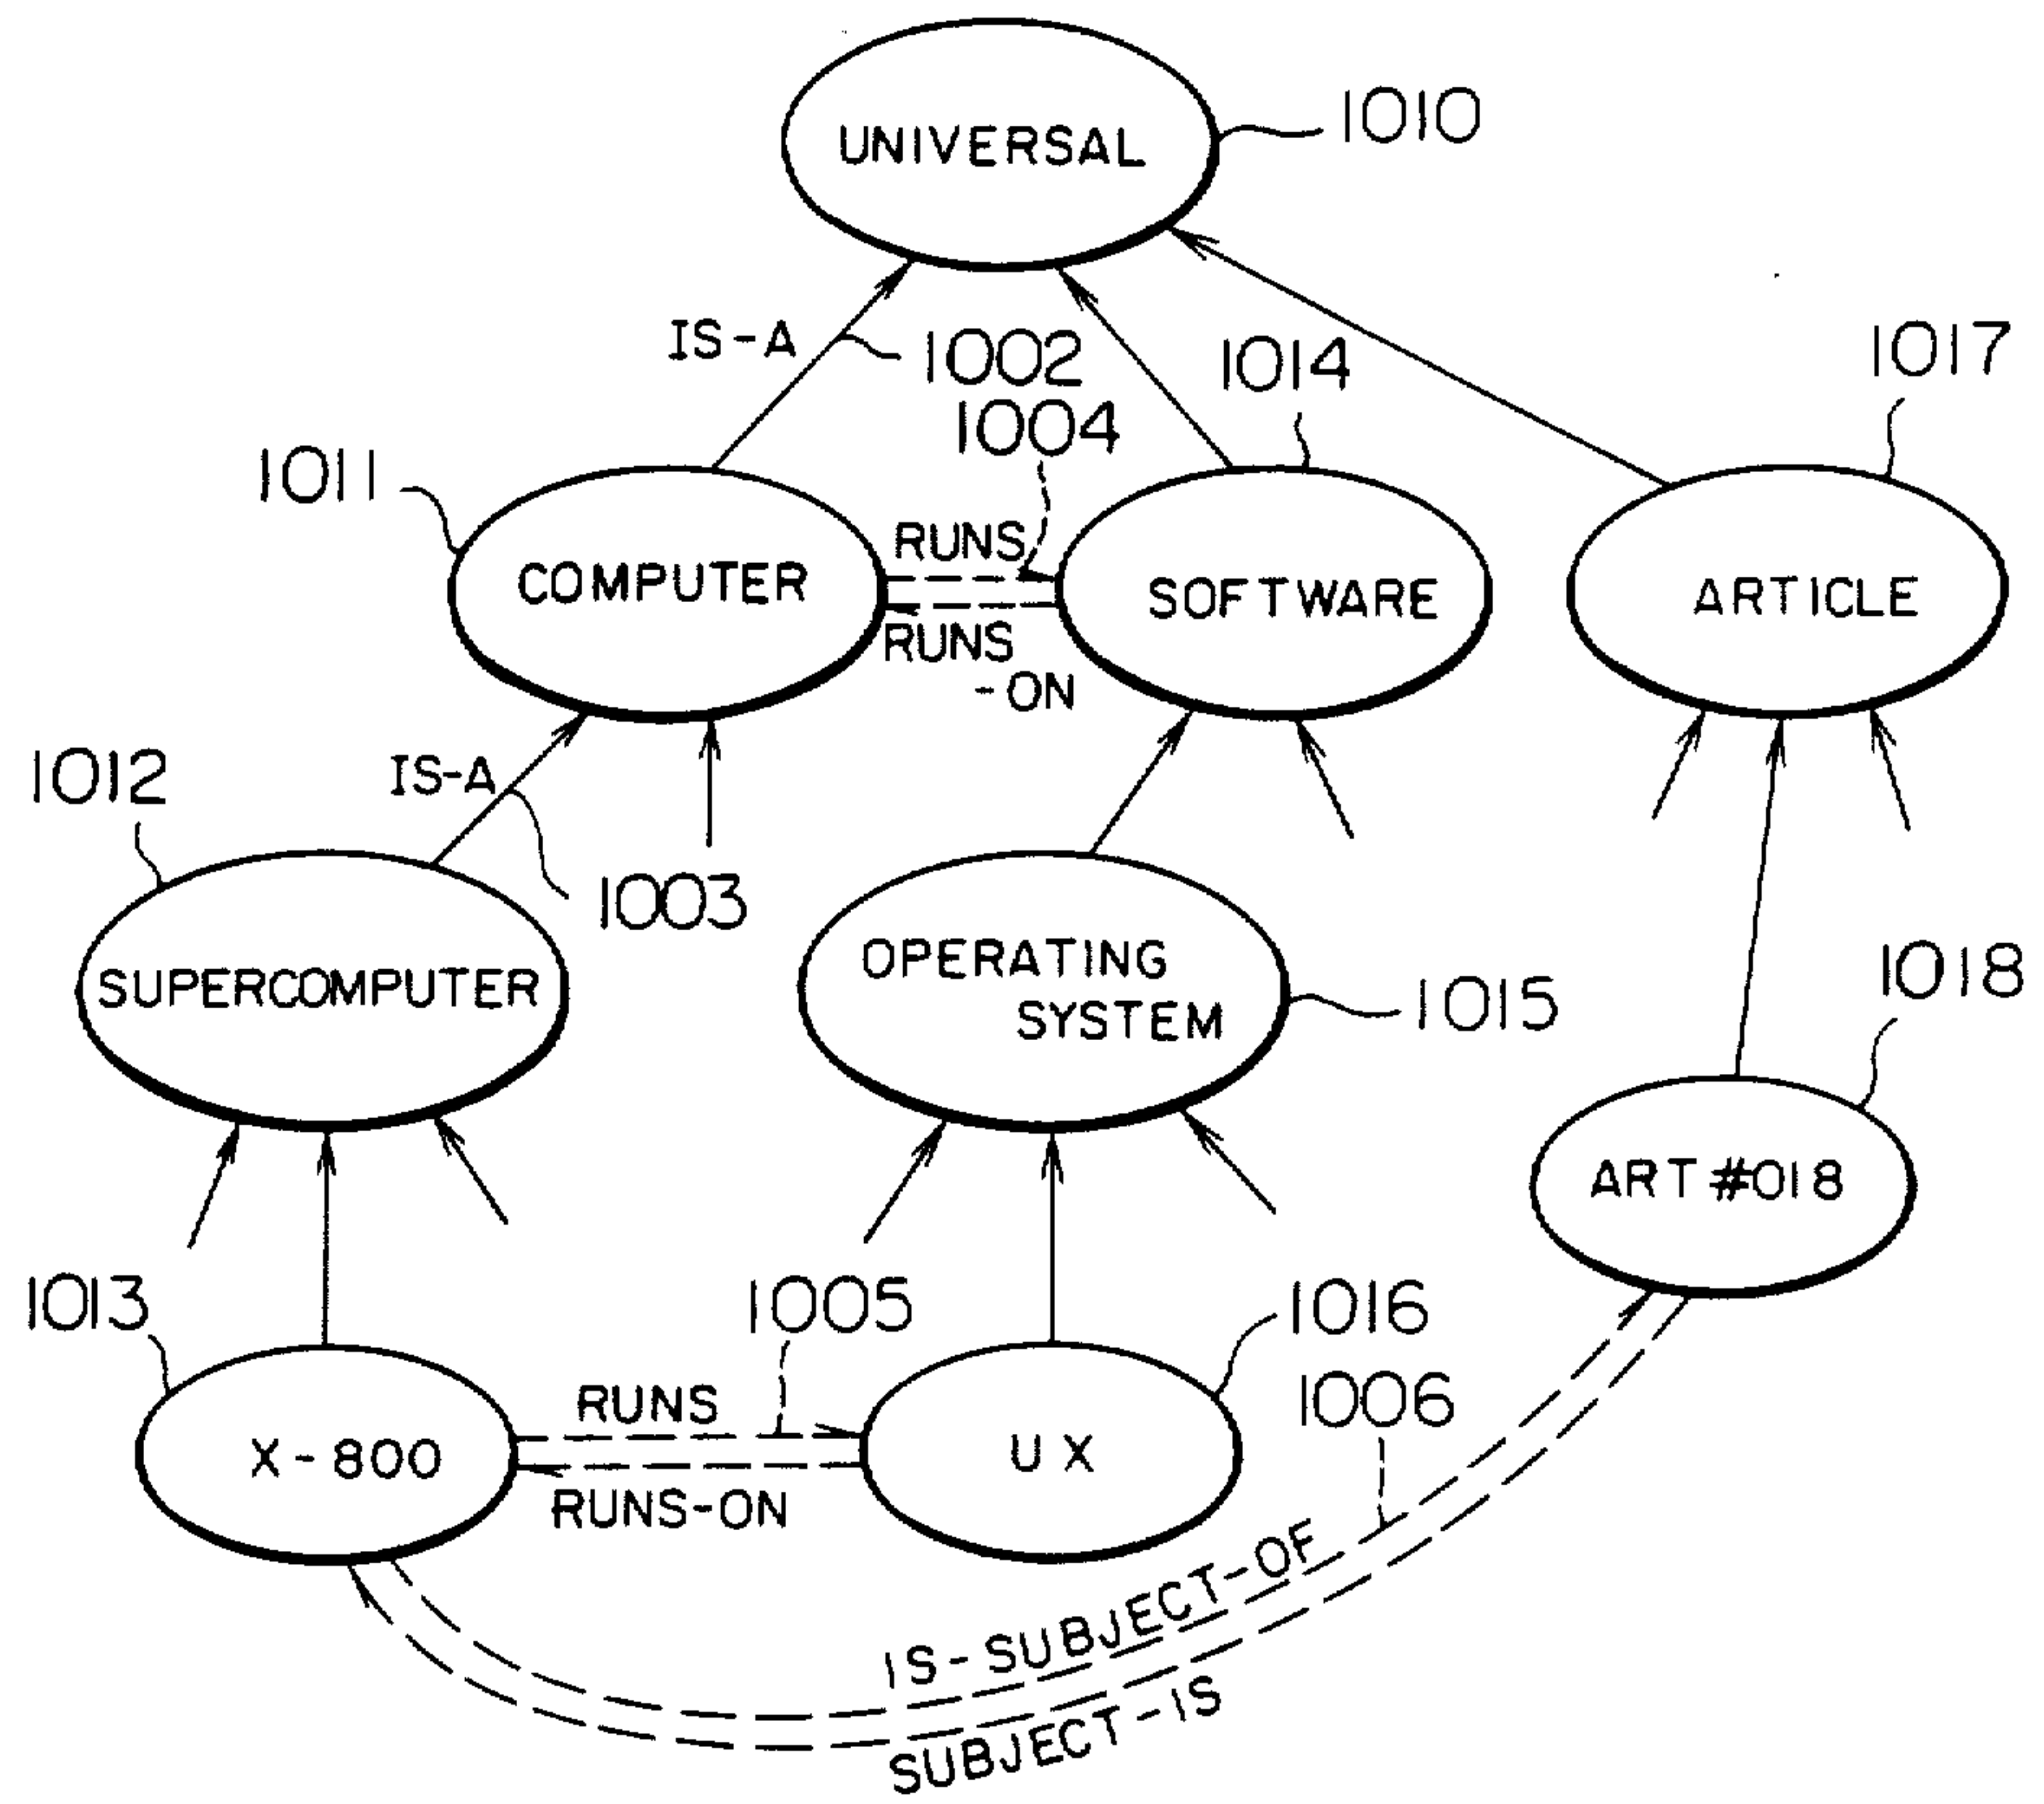 UNIVERSAL
1010
IS-A
1002
1004
1014
1017
1011
COMPUTER
RUNS
RUNS
-ON
SOFTWARE
ARTICLE
1012
IS-A
1003
SUPERCOMPUTER
OPERATING
SYSTEM
1015
1018
ART #018
1013
1005
1016
1006
X-800
RUNS
RUNS-ON
UX
IS-SUBJECT-OF
SUBJECT-IS